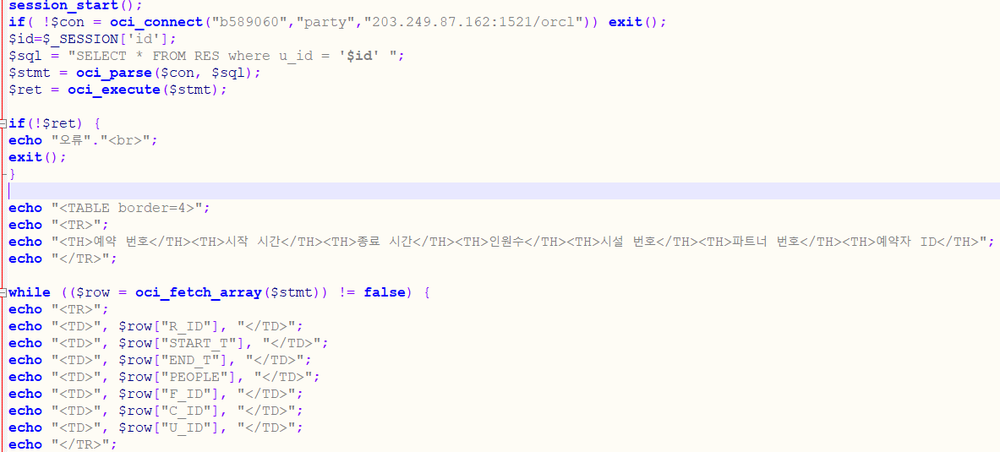 session_start();
if( !$con = oci_connect("b589060","party","203.249.87.162:1521/orcl")) exit();
$id=$_SESSION['id'];
$sql = "SELECT * FROM RES where u_id = '$id' ";
$stmt = oci_parse($con, $sql);
$ret = oci_execute($stmt);
if(!$ret) {
echo "오류"."<br>";
exit();
}
echo "<TABLE border=4>";
echo "<TR>";
echo "<TH>예약 번호</TH><TH>시작 시간</TH><TH>종료 시간</TH><TH>인원수</TH><TH>시설 번호</TH><TH>파트너 번호</TH><TH>예약자 ID</TH>";
echo "</TR>";
while (($row = oci_fetch_array($stmt)) != false) {
echo "<TR>";
echo "<TD>", $row["R_ID"], "</TD>";
echo "<TD>", $row["START_T"], "</TD>";
echo "<TD>", $row["END_T"], "</TD>";
echo "<TD>", $row["PEOPLE"], "</TD>";
echo "<TD>", $row["F_ID"], "</TD>";
echo "<TD>", $row["C_ID"], "</TD>";
echo "<TD>", $row["U_ID"], "</TD>";
echo "</TR>";